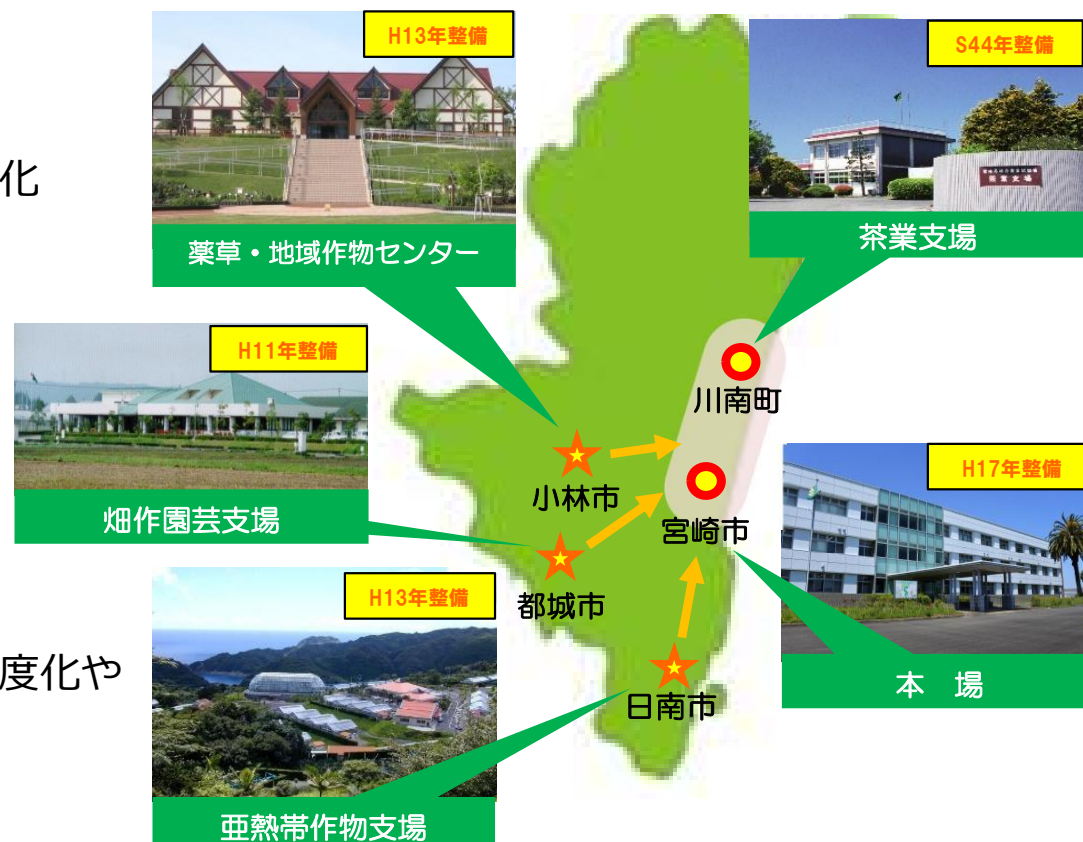 H13年整備
S44年整備
化
薬草・地域作物センター
茶業支場
H11年整備
川南町
小林市
H17年整備
畑作園芸支場
宮崎市
H13年整備
都城市
度化や
日南市
本 場
亜熱帯作物支場